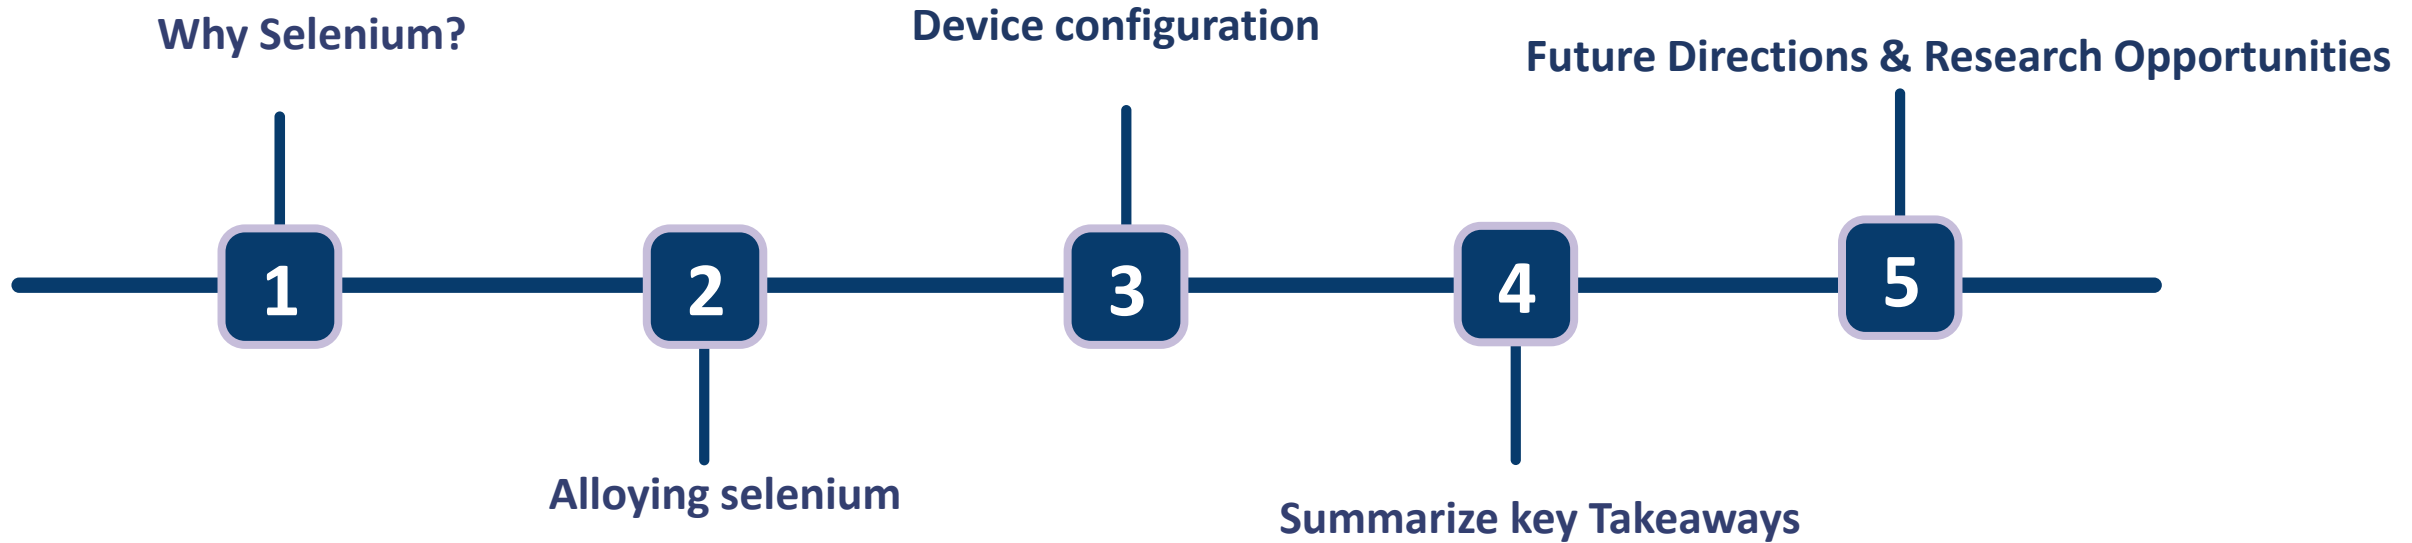 Why Selenium?
Device configuration
Future Directions & Research Opportunities
1
2
3
4
5
Alloying selenium
Summarize key Takeaways